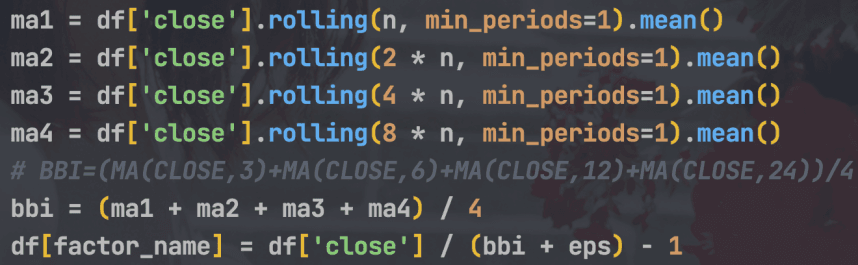 ma1 = df['close'].rolling(n, min_periods=1).mean()
ma2 = df['close'].rolling(2 * n, min_periods=1).mean()
ma3 = df['close'].rolling(4 * n, min_periods=1).mean()
ma4 = df['close'].rolling(8 * n, min_periods=1).mean()
# BBI=(MA(CLOSE,3)+MA(CLOSE,6)+MA(CLOSE,12)+MA(CLOSE,24))/4
bbi = (ma1 + ma2 + ma3 + ma4) / 4
df[factor_name] = df['close'] / (bbi + eps) - 1